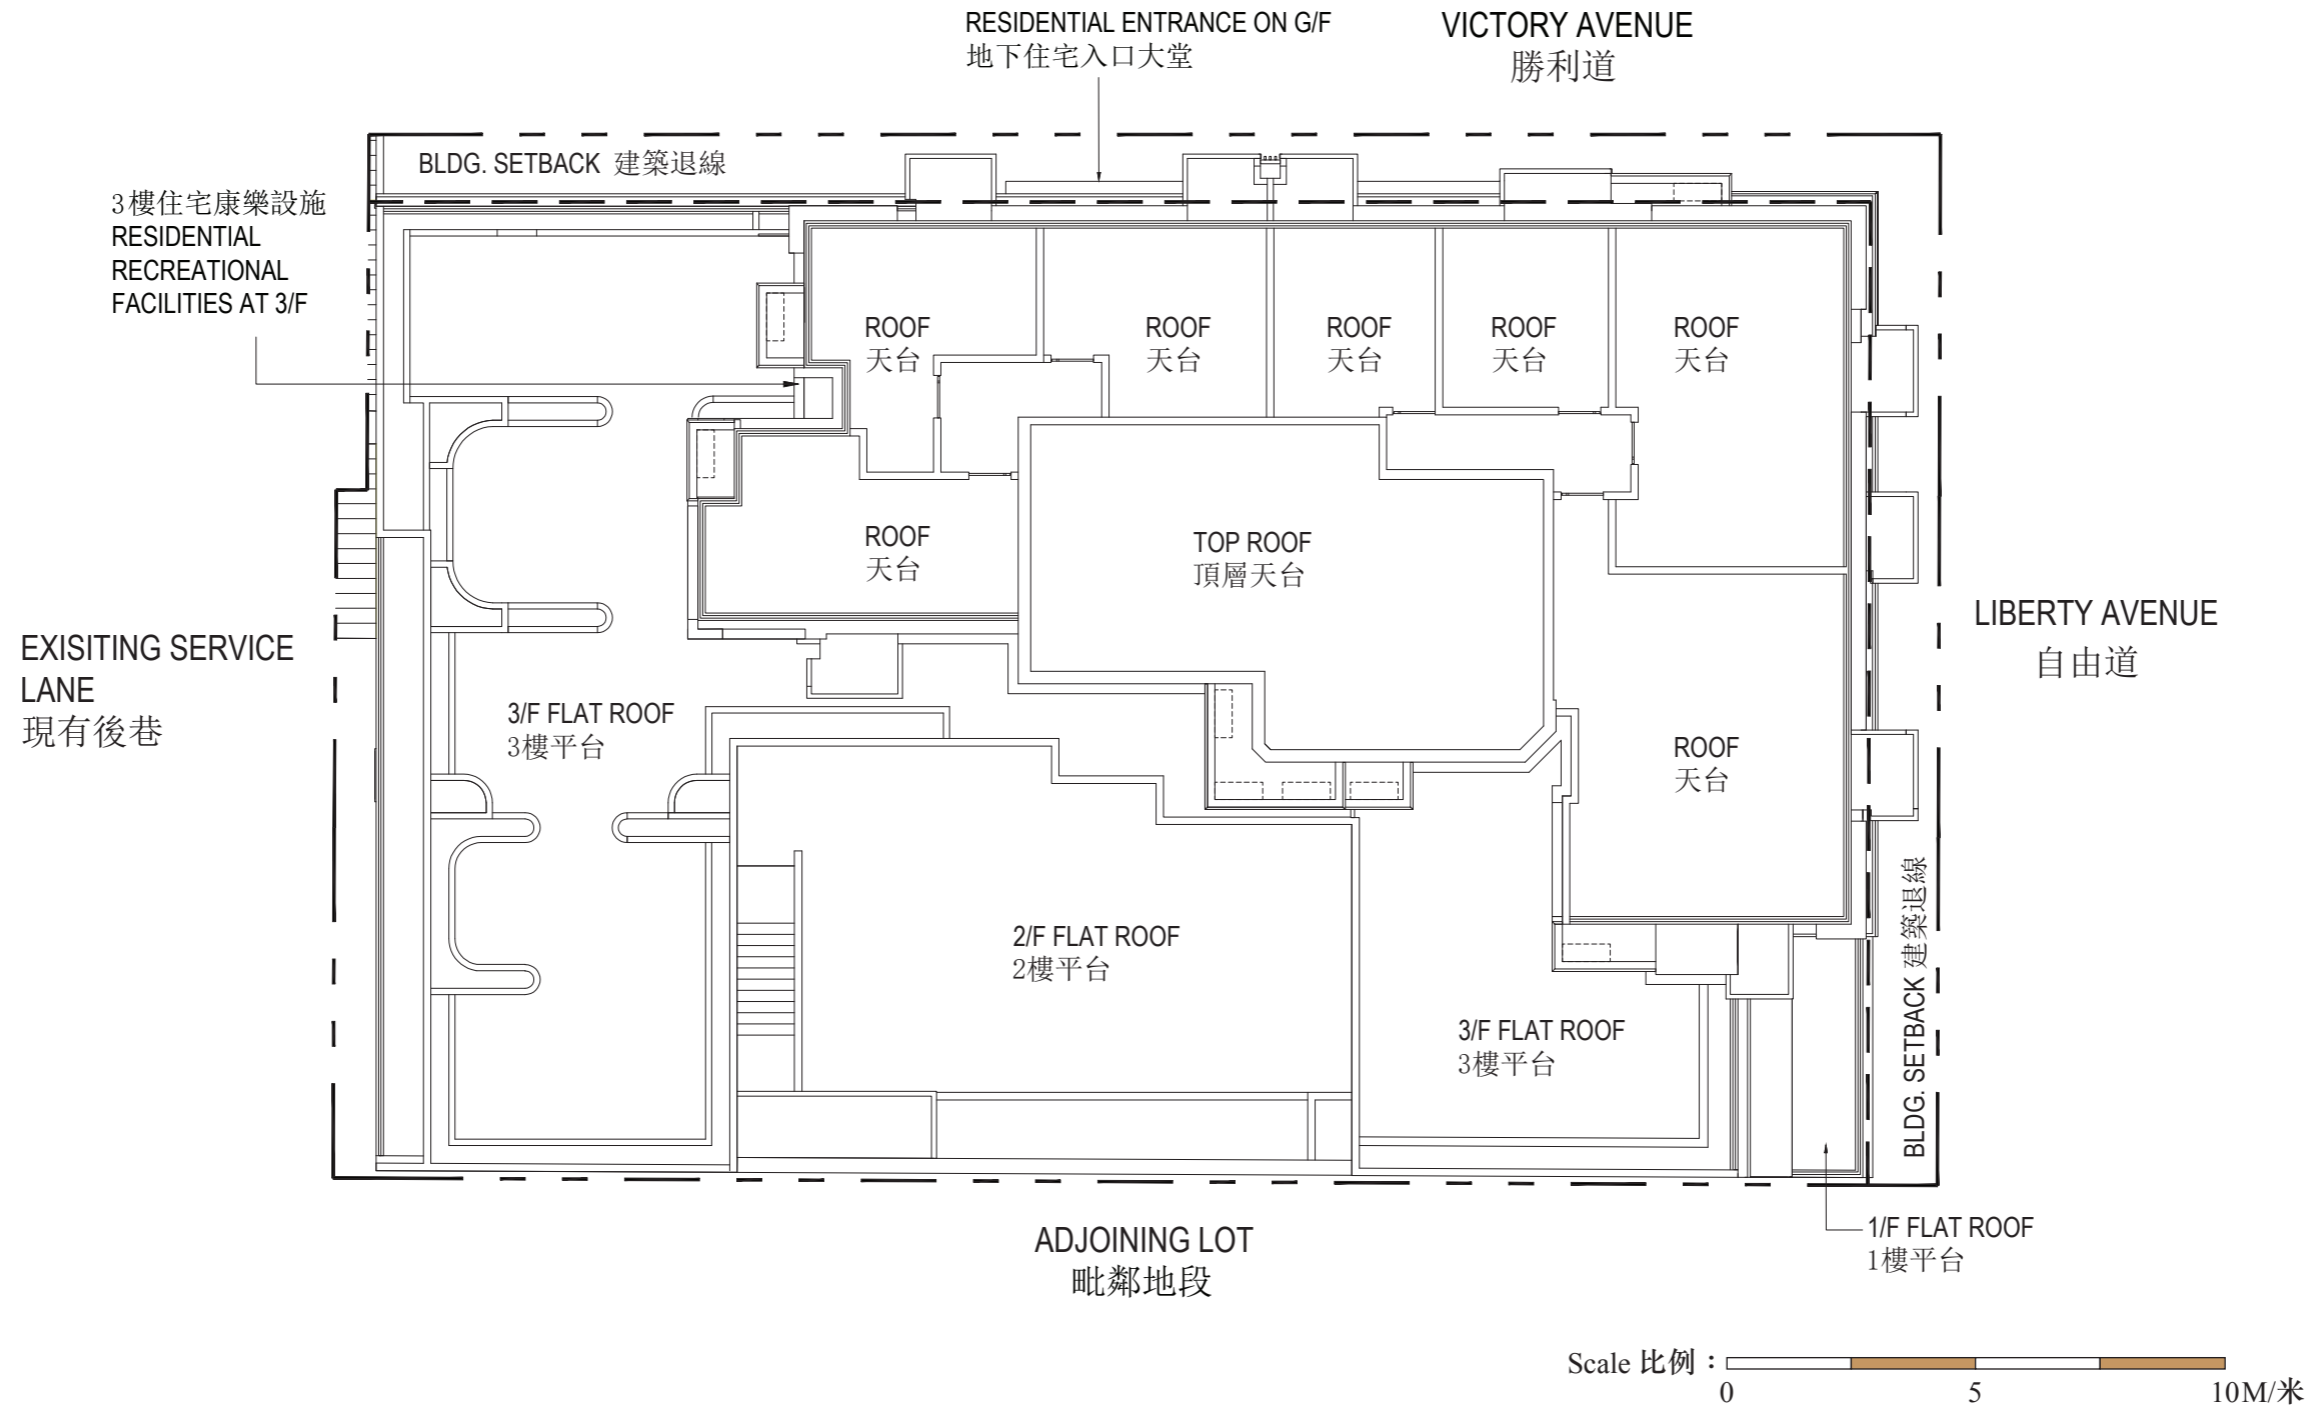 RESIDENTIAL ENTRANCE ON G/F
地下住宅入口大堂
VICTORY AVENUE
勝利道
BLDG. SETBACK 建築退線
3樓住宅康樂設施
RESIDENTIAL
RECREATIONAL
FACILITIES AT 3/F
ROOF
天台
ROOF
天台
ROOF
天台
ROOF
天台
ROOF
天台
ROOF
天台
TOP ROOF
頂層天台
LIBERTY AVENUE
自由道
EXISITING SERVICE
LANE
現有後巷
3/F FLAT ROOF
3樓平台
ROOF
天台
2/F FLAT ROOF
2樓平台
3/F FLAT ROOF
3樓平台
BLDG. SETBACK 建築退線
1/F FLAT ROOF
1樓平台
ADJOINING LOT
毗鄰地段
Scale 比例：
0 5 10M/米